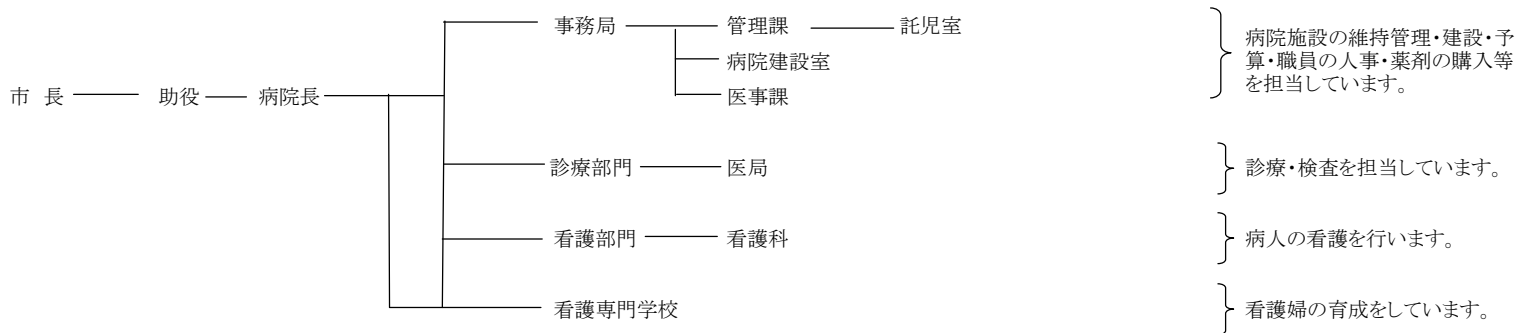 事務局 管理課 託児室
病院建設室
市 長 助役 病院長 医事課
病院施設の維持管理・建設・予
算・職員の人事・薬剤の購入等
を担当しています。
診療部門 医局 診療・検査を担当しています。
看護部門 看護科 病人の看護を行います。
看護専門学校 看護婦の育成をしています。